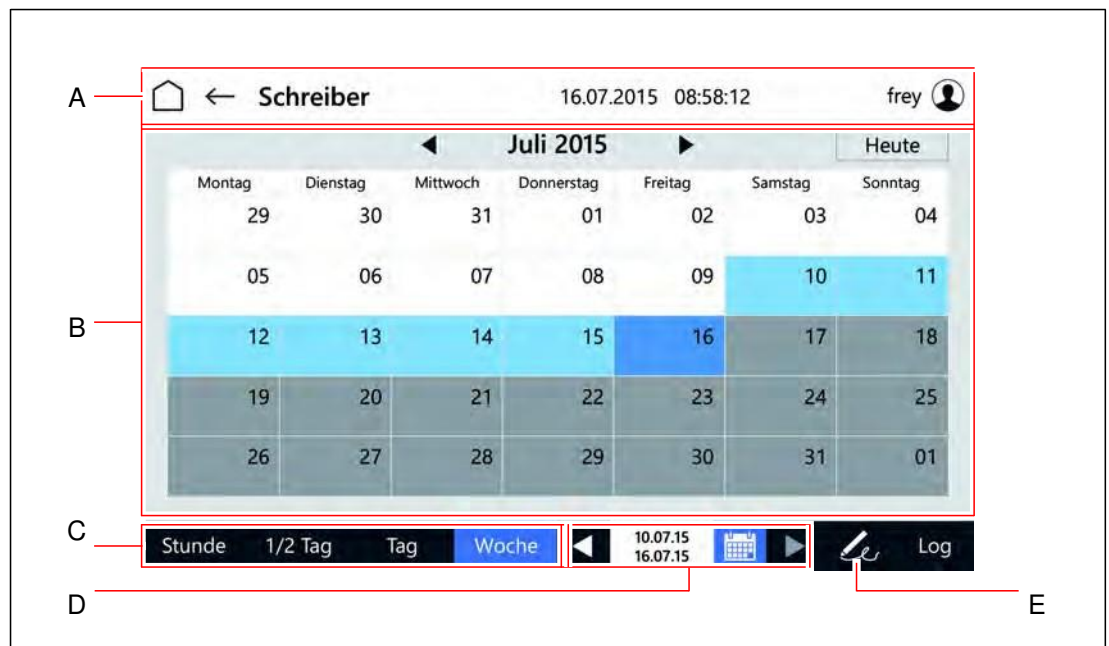 A
Schreiber 16.07.2015 08:58:12 frey
Juli 2015 Heute
Montag Dienstag Mittwoch Donnerstag Freitag Samstag Sonntag
29 30 31 01 02 03 04
05 06 07 08 09 10 11
B
12 13 14 15 16 17 18
19 20 21 22 23 24 25
26 27 28 29 30 31 01
C
Stunde 1/2 Tag Tag Woche 10.07.15 Log
16.07.15
D E